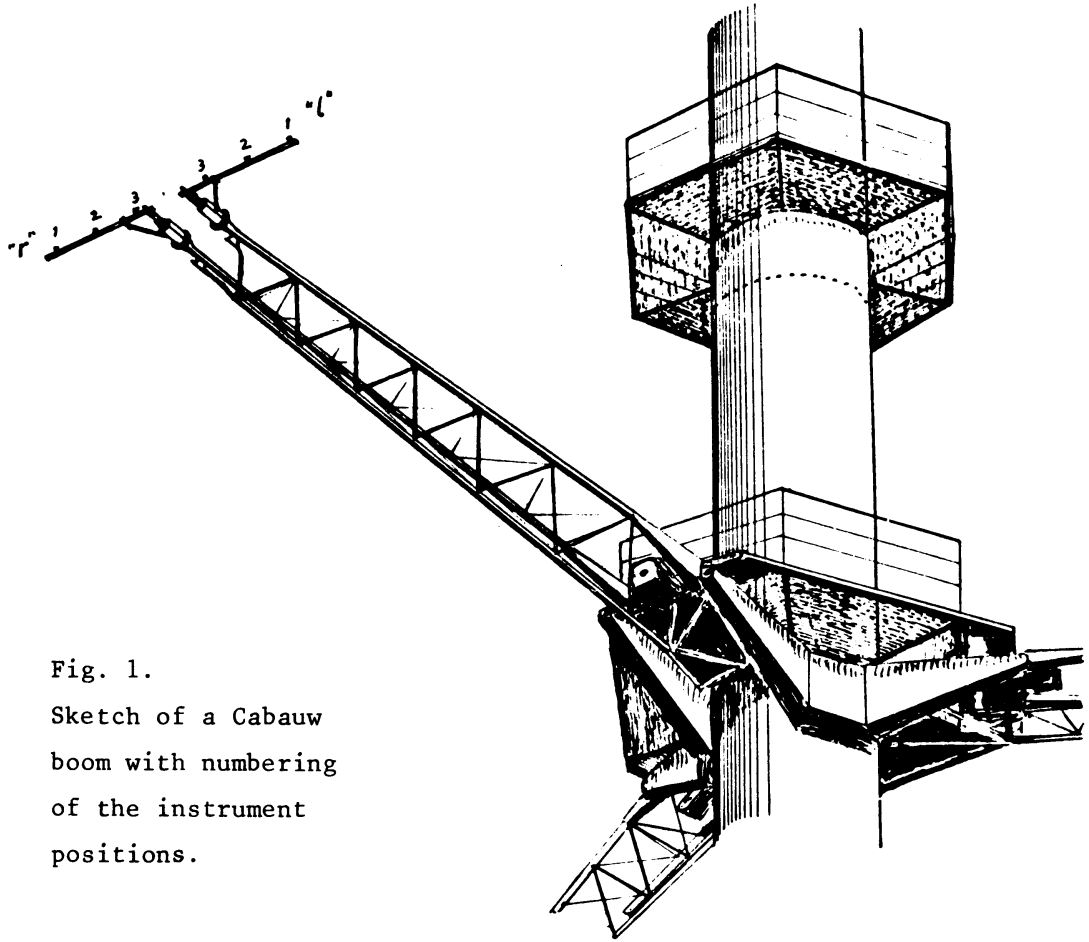 1 "l"
2
3
3
2
1
"r"
Fig. 1.
Sketch of a Cabauw
boom with numbering
of the instrument
positions.